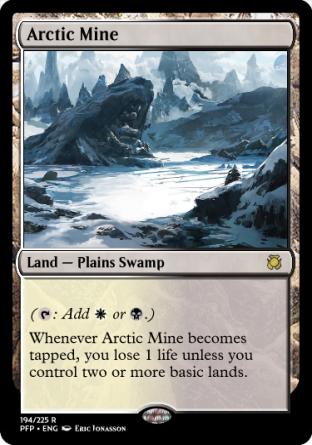 Arctic Mine
Land — Plains Swamp
(: Add or .)
Whenever Arctic Mine becomes
tapped, you lose 1 life unless you
control two or more basic lands.
194/225 R
PFP • ENG Eric Jonasson